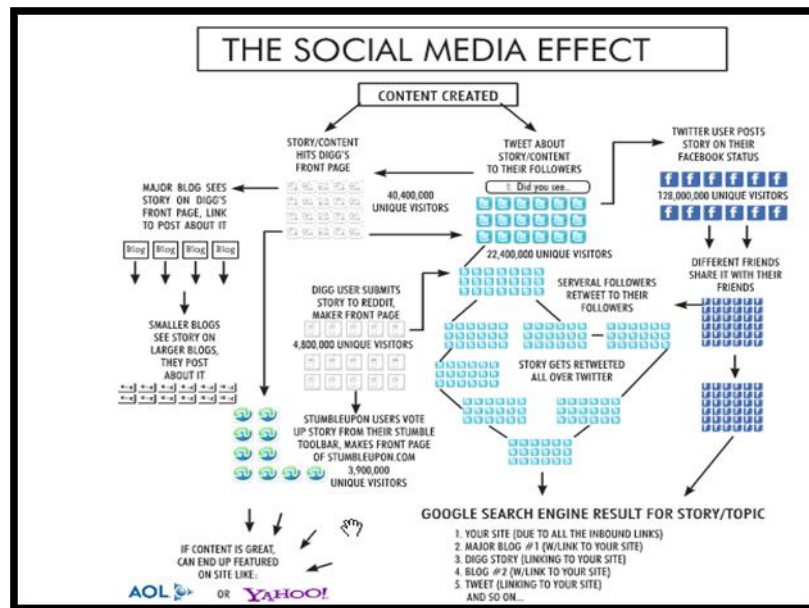 THE SOCIAL MEDIA EFFECT
CONTENT CREATED
STORY/CONTENT
HITS DIGG'S
FRONT PAGE
40,400,000
UNIQUE VISITORS
TWEET ABOUT
STORY/CONTENT
TO THEIR FOLLOWERS
Did you see...
22,400,000 UNIQUE VISITORS
TWITTER USER POSTS
STORY ON THEIR
FACEBOOK STATUS
128,000,000 UNIQUE VISITORS
MAJOR BLOG SEES
STORY ON DIGG'S
FRONT PAGE, LINK
TO POST ABOUT IT
Blog Blog Blog Blog
SMALLER BLOGS
SEE STORY ON
LARGER BLOGS,
THEY POST
ABOUT IT
DIGG USER SUBMITS
STORY TO REDDIT,
MAKER FRONT PAGE
4,800,000 UNIQUE VISITORS
SERVERAL FOLLOWERS
RETWEET TO THEIR
FOLLOWERS
DIFFERENT FRIENDS
SHARE IT WITH THEIR
FRIENDS
STORY GETS RETWEETED
ALL OVER TWITTER
STUMBLEUPON USERS VOTE
UP STORY FROM THEIR STUMBLE
TOOLBAR, MAKES FRONT PAGE
OF STUMBLEUPON.COM
3,900,000
UNIQUE VISITORS
IF CONTENT IS GREAT,
CAN END UP FEATURED
ON SITE LIKE:
AOL OR YAHOO!
GOOGLE SEARCH ENGINE RESULT FOR STORY/TOPIC
1. YOUR SITE (DUE TO ALL THE INBOUND LINKS)
2. MAJOR BLOG #1 (W/LINK TO YOUR SITE)
3. DIGG STORY (LINKING TO YOUR SITE)
4. BLOG #2 (W/LINK TO YOUR SITE)
5. TWEET (LINKING TO YOUR SITE)
AND SO ON...